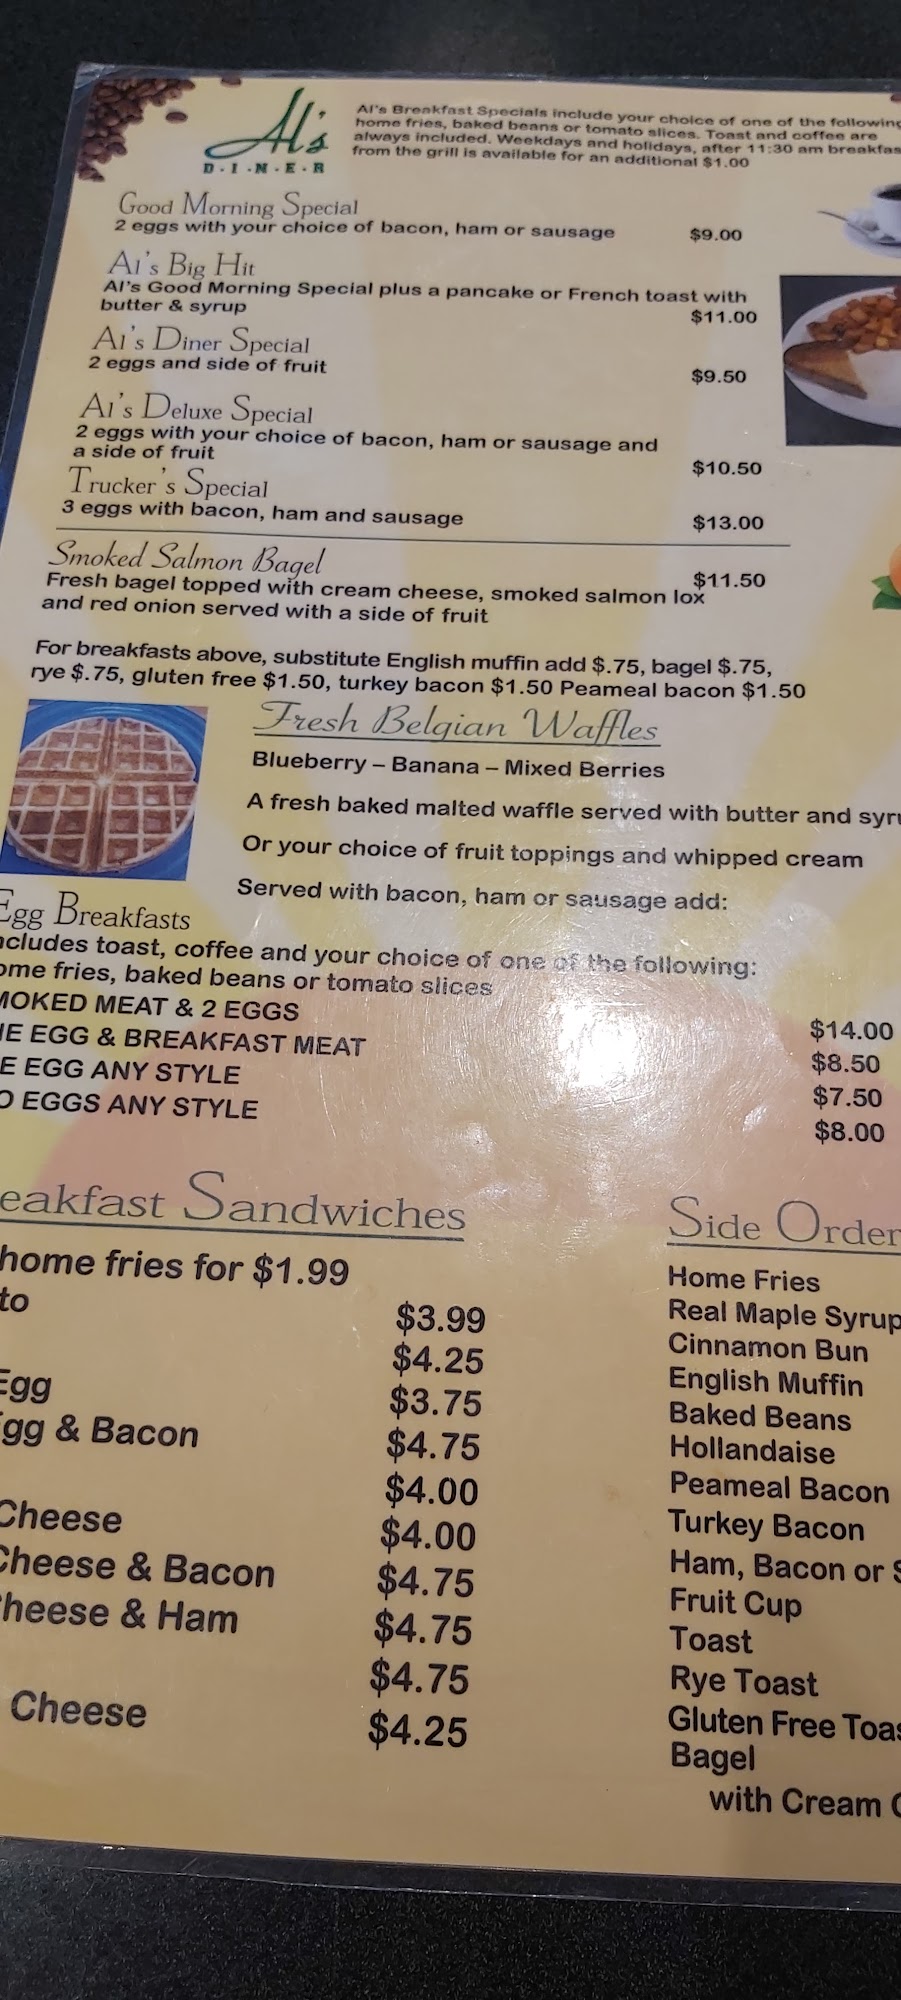 Al's
D·I·N·E·R
Al's Breakfast Specials include your choice of one of the following
home fries, baked beans or tomato slices. Toast and coffee are
always included. Weekdays and holidays, after 11:30 am breakfas
from the grill is available for an additional $1.00
Good Morning Special
2 eggs with your choice of bacon, ham or sausage $9.00
Al's Big Hit
Al's Good Morning Special plus a pancake or French toast with
butter & syrup $11.00
Al's Diner Special
2 eggs and side of fruit $9.50
Al's Deluxe Special
2 eggs with your choice of bacon, ham or sausage and
a side of fruit $10.50
Trucker's Special
3 eggs with bacon, ham and sausage $13.00
Smoked Salmon Bagel $11.50
Fresh bagel topped with cream cheese, smoked salmon lox
and red onion served with a side of fruit
For breakfasts above, substitute English muffin add $.75, bagel $.75,
rye $.75, gluten free $1.50, turkey bacon $1.50 Peameal bacon $1.50
Fresh Belgian Waffles
Blueberry – Banana – Mixed Berries
A fresh baked malted waffle served with butter and syru
Or your choice of fruit toppings and whipped cream
Served with bacon, ham or sausage add:
Egg Breakfasts
ncludes toast, coffee and your choice of one of the following:
ome fries, baked beans or tomato slices
MOKED MEAT & 2 EGGS $14.00
NE EGG & BREAKFAST MEAT $8.50
E EGG ANY STYLE $7.50
O EGGS ANY STYLE $8.00
eakfast Sandwiches
home fries for $1.99
to $3.99
$4.25
Egg $3.75
gg & Bacon $4.75
$4.00
Cheese $4.00
Cheese & Bacon $4.75
heese & Ham $4.75
$4.75
Cheese $4.25
Side Order
Home Fries
Real Maple Syrup
Cinnamon Bun
English Muffin
Baked Beans
Hollandaise
Peameal Bacon
Turkey Bacon
Ham, Bacon or S
Fruit Cup
Toast
Rye Toast
Gluten Free Toas
Bagel
with Cream C